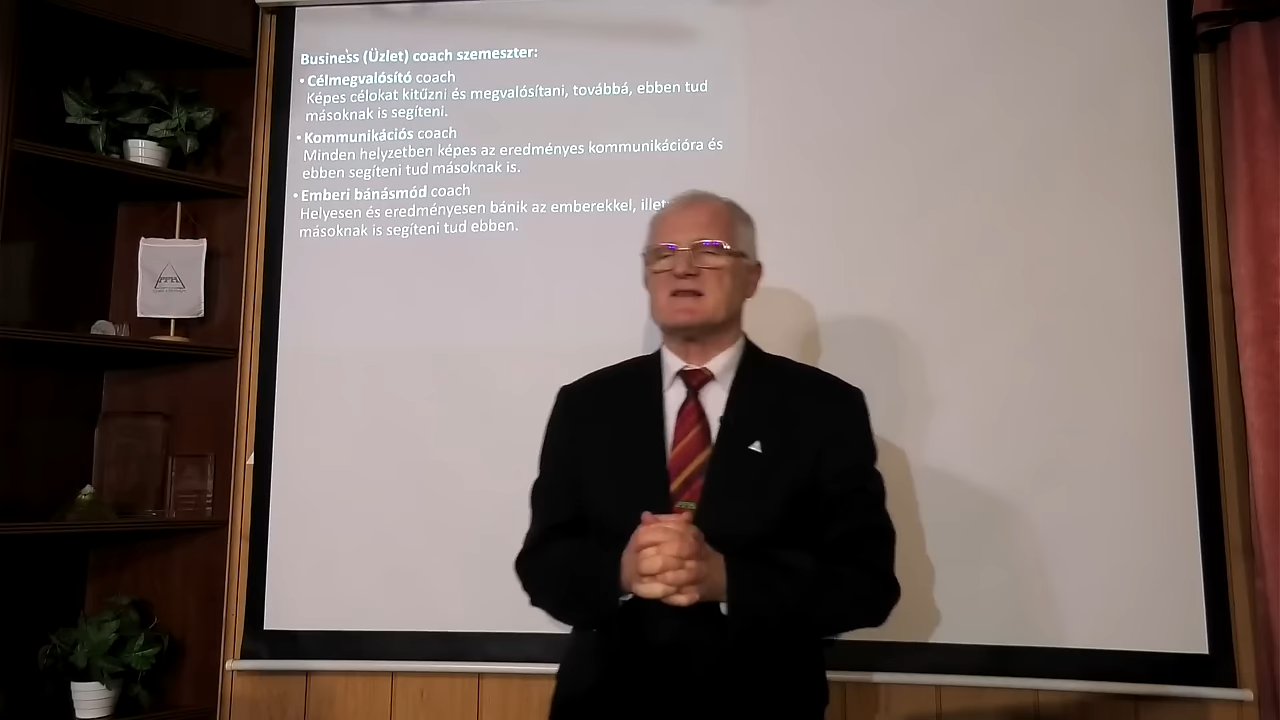 Business (Üzlet) coach szemeszter:
• Célmegvalósító coach
Képes célokat kitűzni és megvalósítani, továbbá, ebben tud
másoknak is segíteni.
• Kommunikációs coach
Minden helyzetben képes az eredményes kommunikációra és
ebben segíteni tud másoknak is.
• Emberi bánásmód coach
Helyesen és eredményesen bánik az emberekkel,
másoknak is segíteni tud ebben.